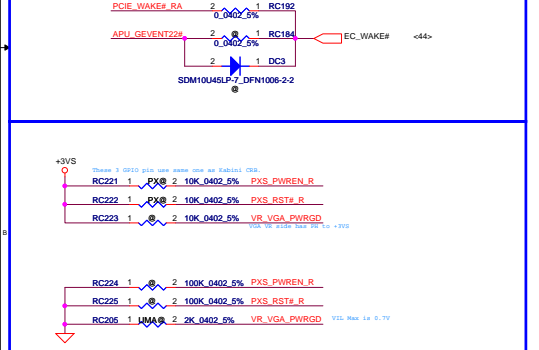 PCIE_WAKE#_RA 2 1 RC192
0_0402_5%
APU_GEVENT22# 2 @ 1 RC184 EC_WAKE# <44>
0_0402_5%
2 1 DC3
SDM10U45LP-7_DFN1006-2-2
@
+3VS
These 3 GPIO pin use same one as Kabini CRB.
RC221 1 PX@ 2 10K_0402_5% PXS_PWREN_R
RC222 1 PX@ 2 10K_0402_5% PXS_RST#_R
RC223 1 @ 2 10K_0402_5% VR_VGA_PWRGD
VGA VR side has PH to +3VS
B
RC224 1 @ 2 100K_0402_5% PXS_PWREN_R
RC225 1 @ 2 100K_0402_5% PXS_RST#_R
RC205 1 UMA@ 2 2K_0402_5% VR_VGA_PWRGD VIL Max is 0.7V